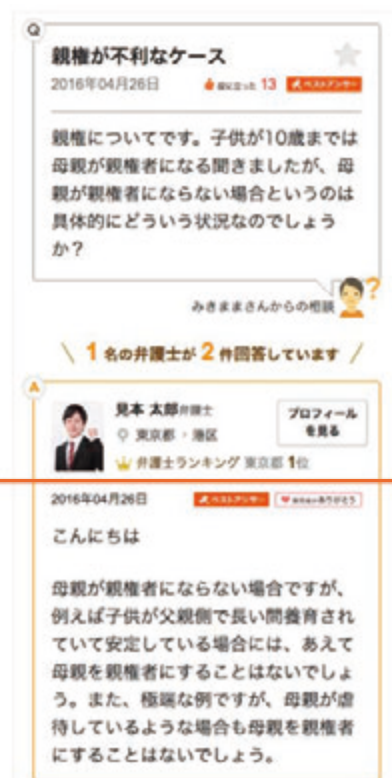 Q
親権が不利なケース
2016年04月26日 役に立った 13 ベストアンサー
親権についてです。子供が10歳までは
母親が親権者になる聞きましたが、母
親が親権者にならない場合というのは
具体的にどういう状況なのでしょう
か？
?
みきままさんからの相談
1 名の弁護士が 2 件回答しています
A
見本 太郎弁護士
東京都 港区
プロフィール
を見る
弁護士ランキング 東京都 1位
2016年04月26日 ベストアンサー ありがとう
こんにちは
母親が親権者にならない場合ですが、
例えば子供が父親側で長い間養育され
ていて安定している場合には、あえて
母親を親権者にすることはないでしょ
う。また、極端な例ですが、母親が虐
待しているような場合も母親を親権者
にすることはないでしょう。